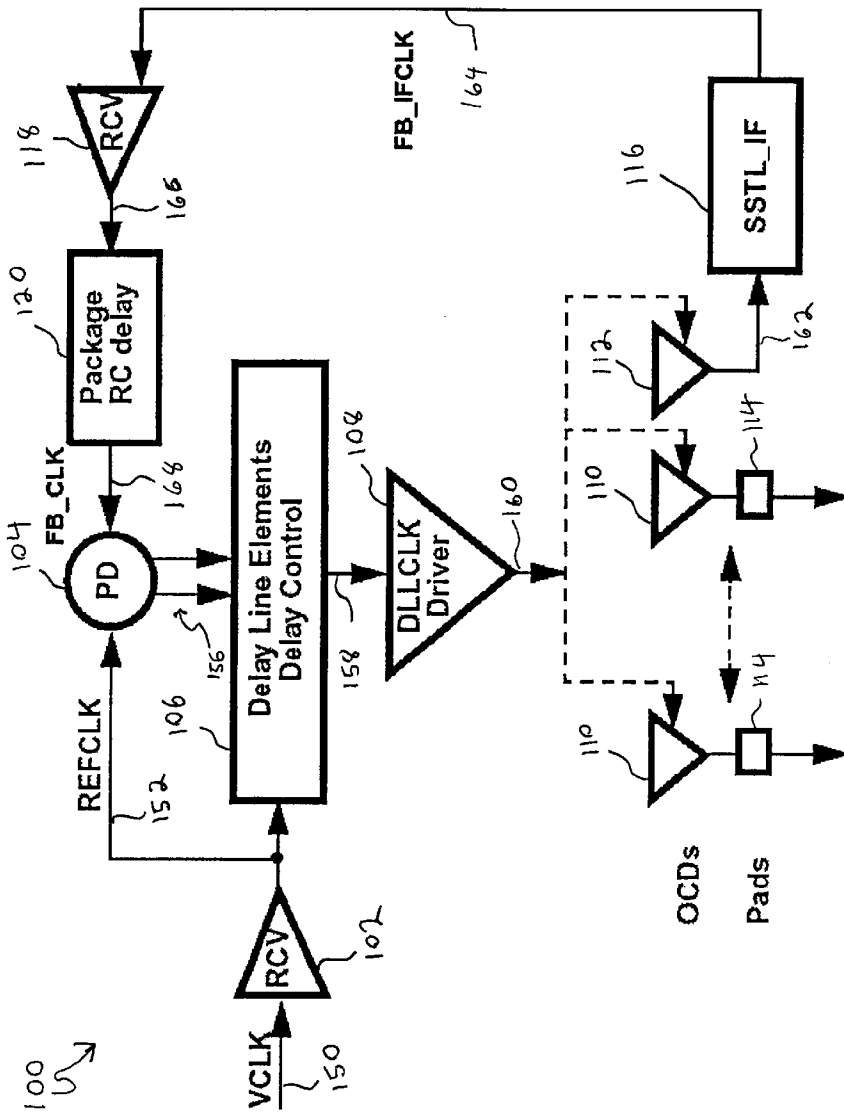 100
VCLK
150
RCV
102
REFCLK
152
PD
104
FB_CLK
168
Package
RC delay
120
166
RCV
118
FB_IFCLK
164
156
106
Delay Line Elements
Delay Control
158
DLLCLK
Driver
108
160
OCDs
110
110
112
Pads
114
114
162
SSTL_IF
116